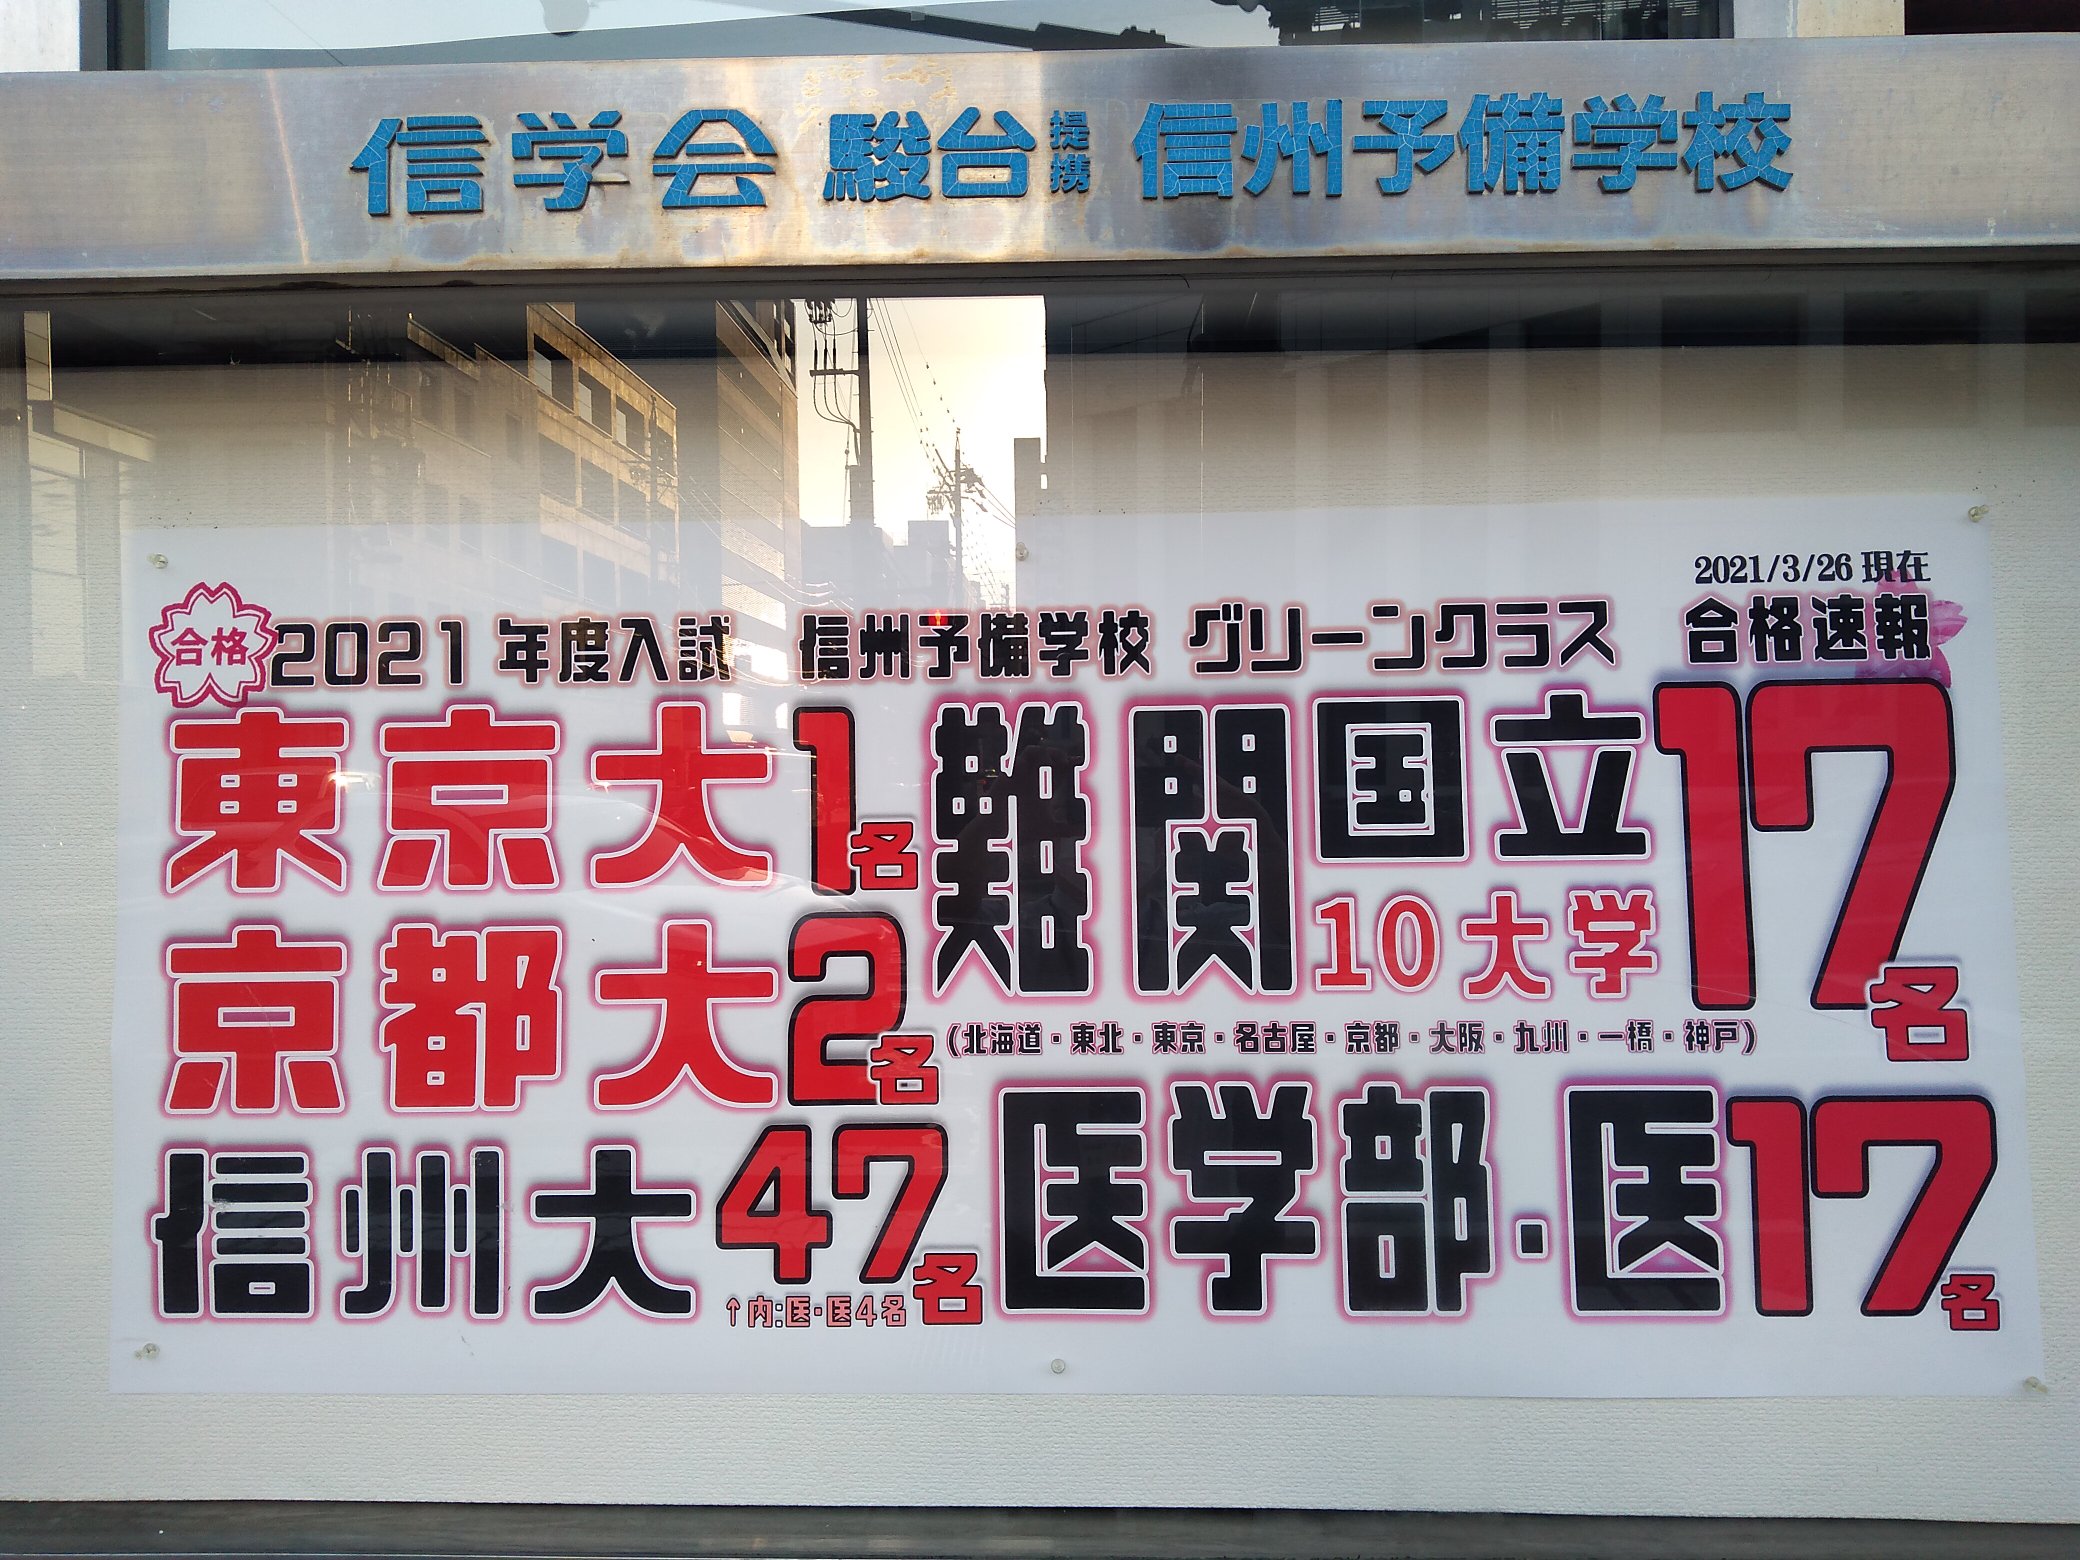 信学会 駿台提携 信州予備学校
2021/3/26 現在
合格 2021年度入試 信州予備学校 グリーンクラス 合格速報
東京大1名
京都大2名
信州大47名
↑内:医・医4名
難関国立10大学17名
(北海道・東北・東京・名古屋・京都・大阪・九州・一橋・神戸)
医学部・医17名